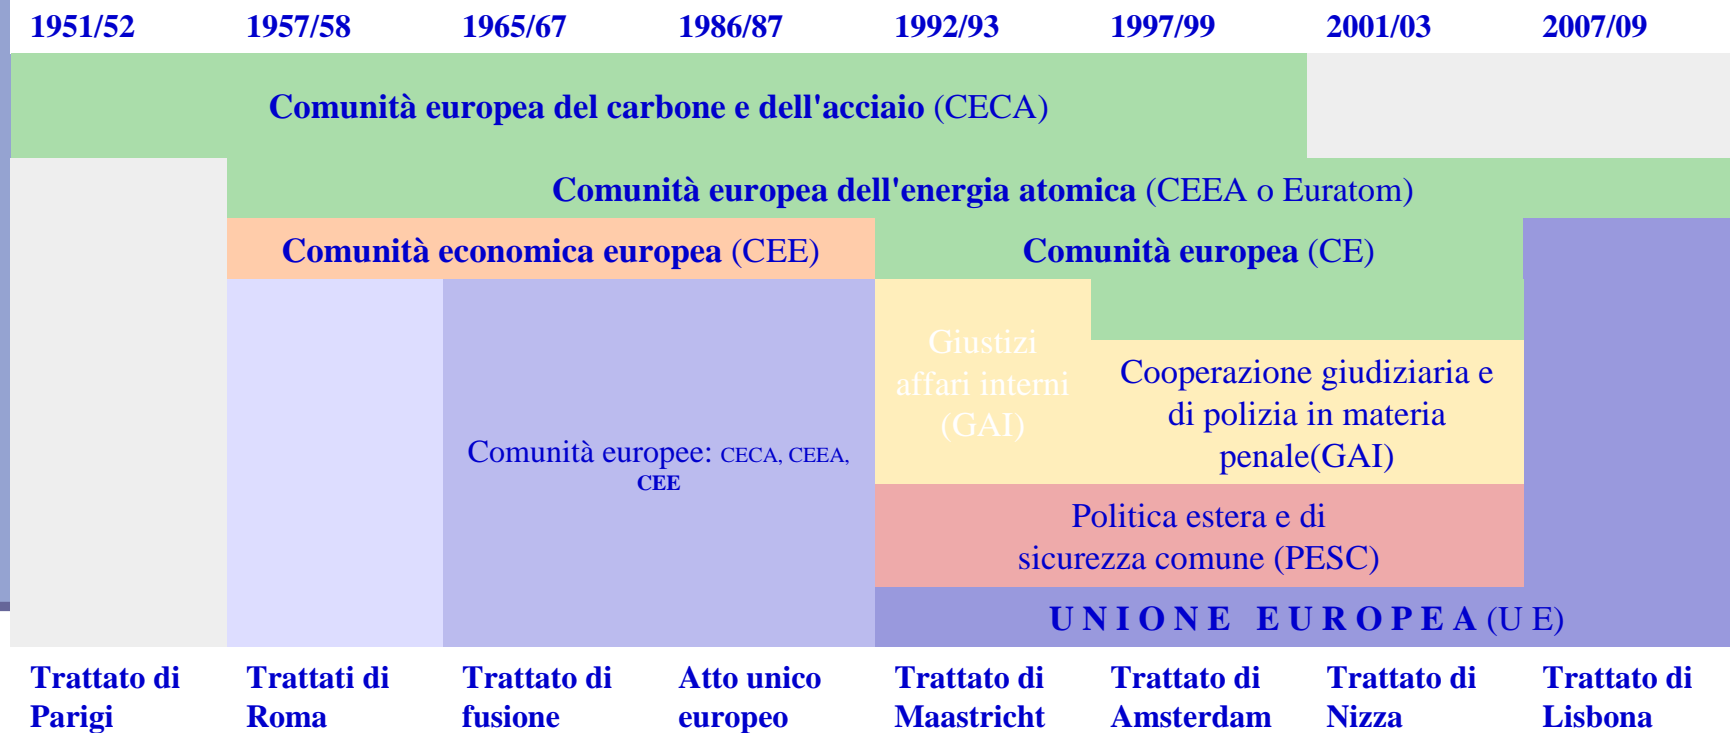 1951/52 1957/58 1965/67 1986/87 1992/93 1997/99 2001/03 2007/09
Comunità europea del carbone e dell'acciaio (CECA)
Comunità europea dell'energia atomica (CEEA o Euratom)
Comunità economica europea (CEE) Comunità europea (CE)
Giustizi
affari interni
(GAI)
Cooperazione giudiziaria e
di polizia in materia
penale(GAI)
Comunità europee: CECA, CEEA,
CEE
Politica estera e di
sicurezza comune (PESC)
U N I O N E E U R O P E A (U E)
Trattato di Trattati di Trattato di Atto unico Trattato di Trattato di Trattato di Trattato di
Parigi Roma fusione europeo Maastricht Amsterdam Nizza Lisbona